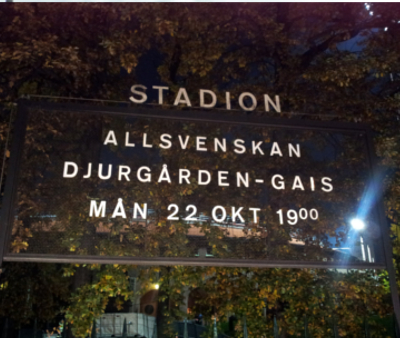 STADION
ALLSVENSKAN
DJURGÅRDEN-GAIS
MÅN 22 OKT 19⁰⁰